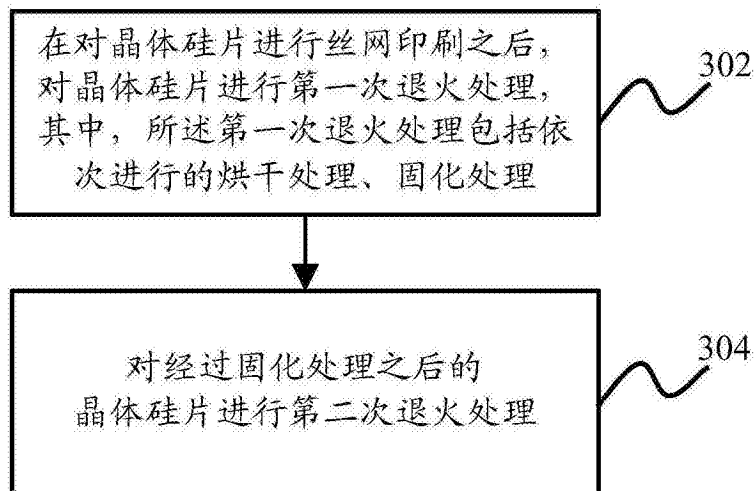 在对晶体硅片进行丝网印刷之后,
对晶体硅片进行第一次退火处理,
其中,所述第一次退火处理包括依
次进行的烘干处理、固化处理
302
对经过固化处理之后的
晶体硅片进行第二次退火处理
304